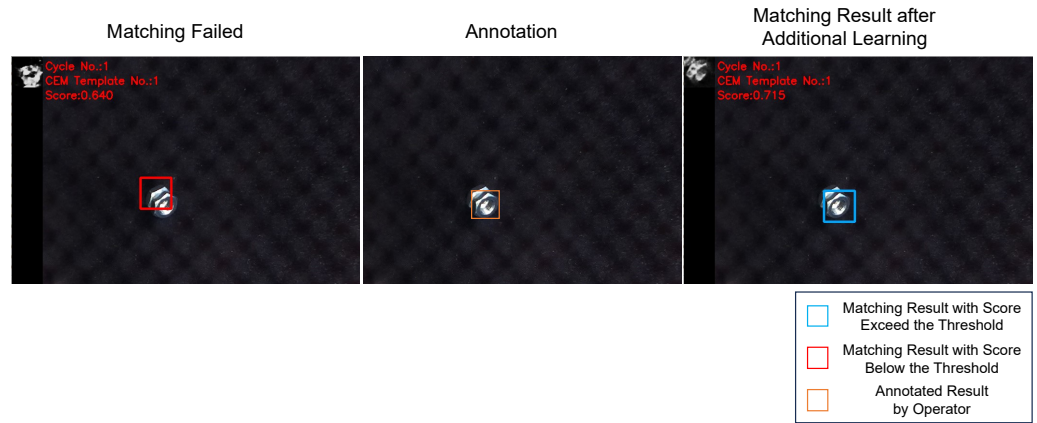 Matching Failed
Annotation
Matching Result after
Additional Learning
Cycle No.:1
CEM Template No.:1
Score:0.640
Cycle No.:1
CEM Template No.:1
Score:0.715
Matching Result with Score
Exceed the Threshold
Matching Result with Score
Below the Threshold
Annotated Result
by Operator